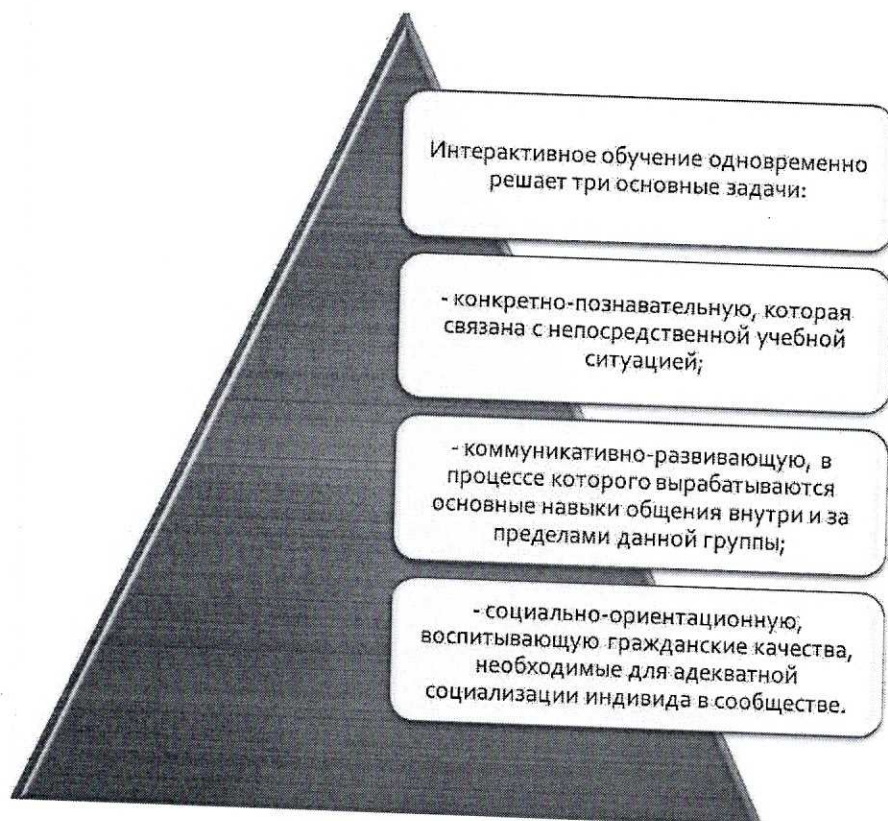 Интерактивное обучение одновременно
решает три основные задачи:
- конкретно-познавательную, которая
связана с непосредственной учебной
ситуацией;
- коммуникативно-развивающую, в
процессе которого вырабатываются
основные навыки общения внутри и за
пределами данной группы;
- социально-ориентационную,
воспитывающую гражданские качества,
необходимые для адекватной
социализации индивида в сообществе.